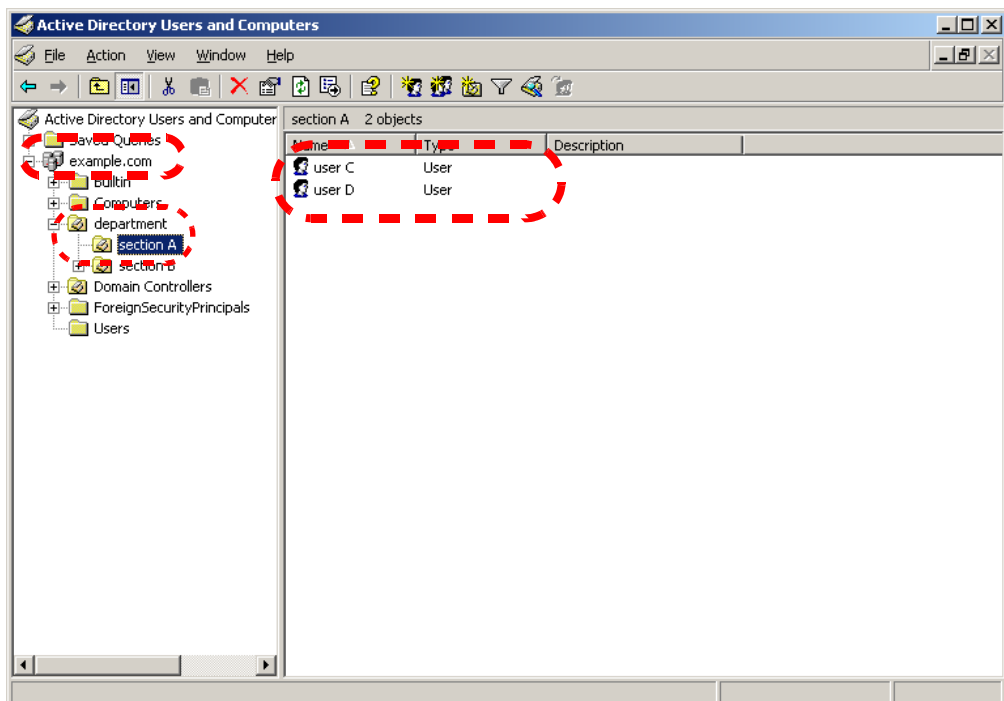 Active Directory Users and Computers
File Action View Window Help
Active Directory Users and Computer
section A 2 objects
Saved Queries
Name Type Description
example.com
user C User
Builtin
user D User
Computers
department
section A
section B
Domain Controllers
ForeignSecurityPrincipals
Users